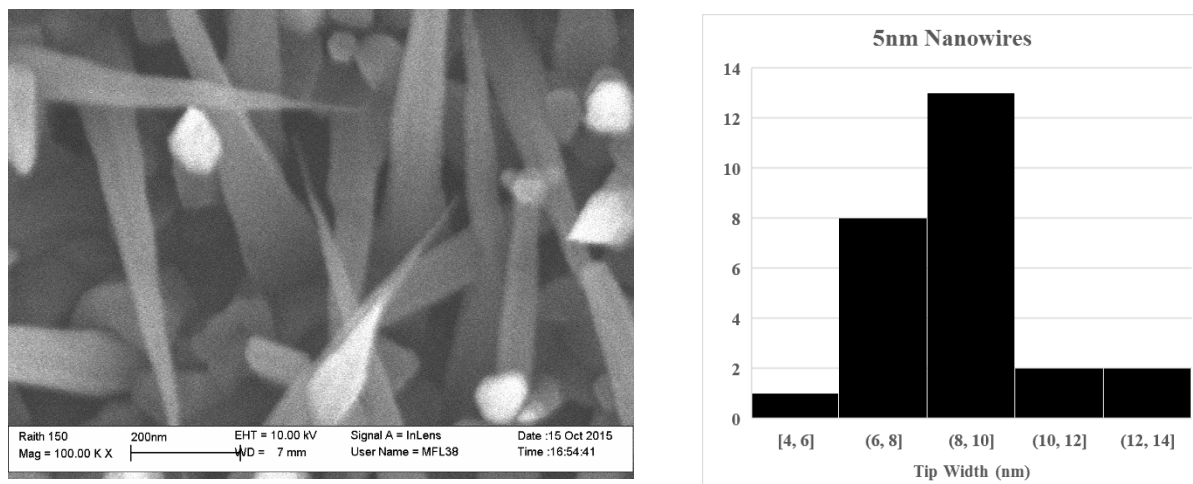 Raith 150
200nm
EHT = 10.00 kV
Signal A = InLens
Date :15 Oct 2015
Mag = 100.00 K X
WD = 7 mm
User Name = MFL38
Time :16:54:41
5nm Nanowires
14
12
10
8
6
4
2
0
[4, 6]
(6, 8]
(8, 10]
(10, 12]
(12, 14]
Tip Width (nm)